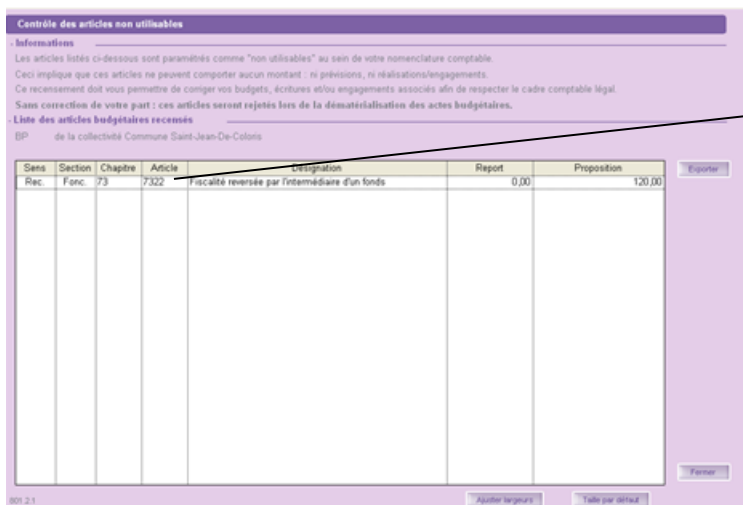 Contrôle des articles non utilisables
- Informations
Les articles listés ci-dessous sont paramétrés comme "non utilisables" au sein de votre nomenclature comptable.
Ceci implique que ces articles ne peuvent comporter aucun montant : ni prévisions, ni réalisations/engagements.
Ce recensement doit vous permettre de corriger vos budgets, écritures et/ou engagements associés afin de respecter le cadre comptable légal.
Sans correction de votre part : ces articles seront rejetés lors de la dématérialisation des actes budgétaires.
- Liste des articles budgétaires recensés
BP de la collectivité Commune Saint-Jean-De-Coloris
Sens Section Chapitre Article Désignation Report Proposition Exporter
Rec. Fonc. 73 7322 Fiscalité reversée par l'intermédiaire d'un fonds 0,00 120,00
Fermer
801.2.1 Ajuster largeurs Taille par défaut